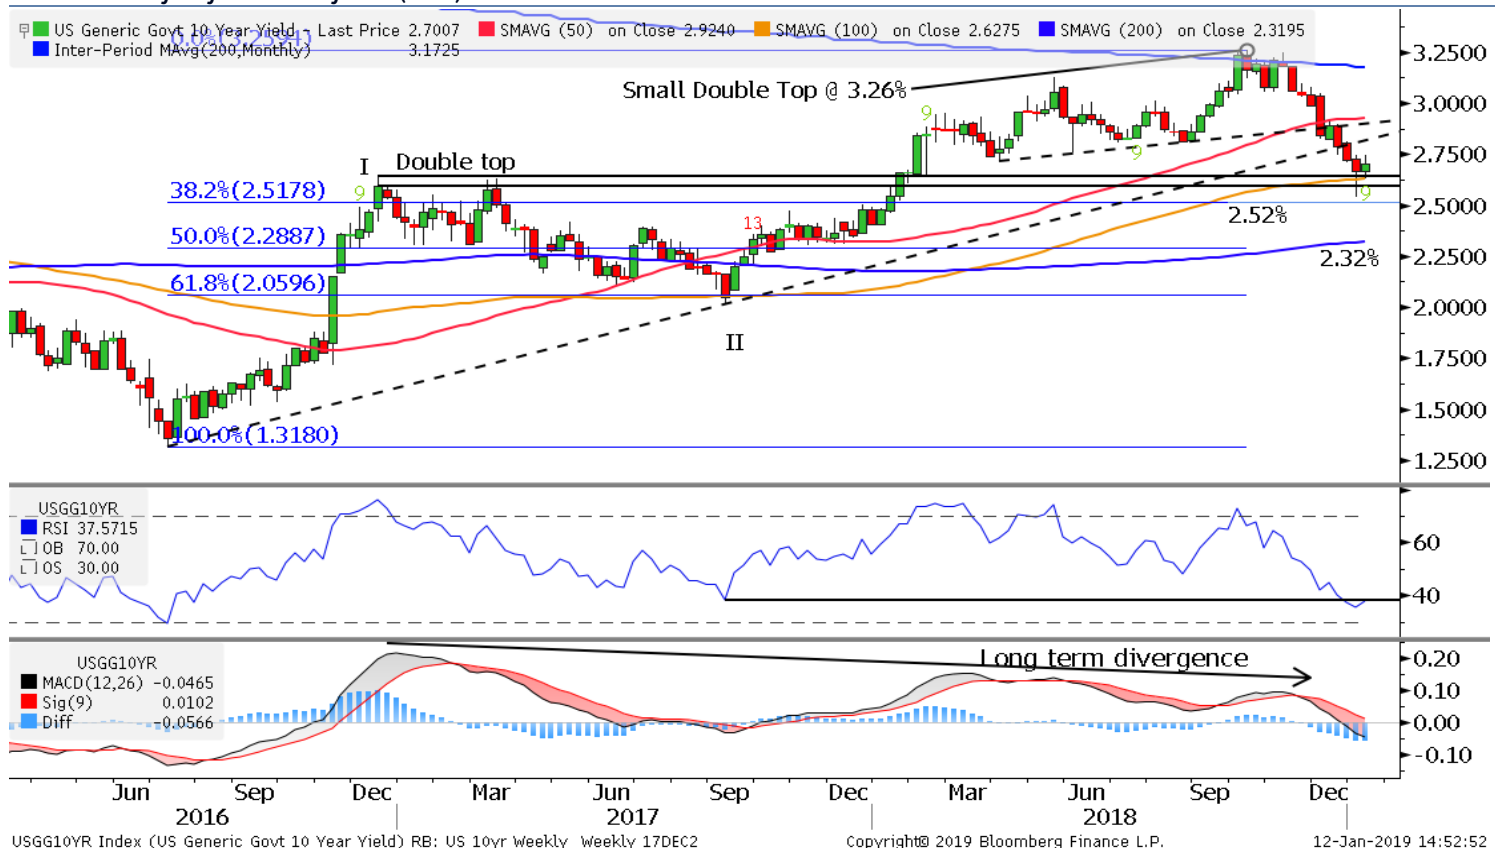 US Generic Govt 10 Year Yield - Last Price 2.7007 SMAVG (50) on Close 2.9240 SMAVG (100) on Close 2.6275 SMAVG (200) on Close 2.3195
0.0%(3.2594)
Inter-Period MAvg(200,Monthly) 3.1725
3.2500
Small Double Top @ 3.26%
3.0000
9
9
2.7500
I Double top
9
38.2%(2.5178)
9
2.5000
2.52%
13
50.0%(2.2887)
2.2500
2.32%
61.8%(2.0596)
2.0000
II
1.7500
1.5000
100.0%(1.3180)
1.2500
USGG10YR
RSI 37.5715
OB 70.00
OS 30.00
60
40
USGG10YR
MACD(12,26) -0.0465
Sig(9) 0.0102
Diff -0.0566
Long term divergence
0.20
0.10
0.00
-0.10
Jun Sep Dec Mar Jun Sep Dec Mar Jun Sep Dec
2016 2017 2018
USGG10YR Index (US Generic Govt 10 Year Yield) RB: US 10yr Weekly Weekly 17DEC2 Copyright© 2019 Bloomberg Finance L.P. 12-Jan-2019 14:52:52